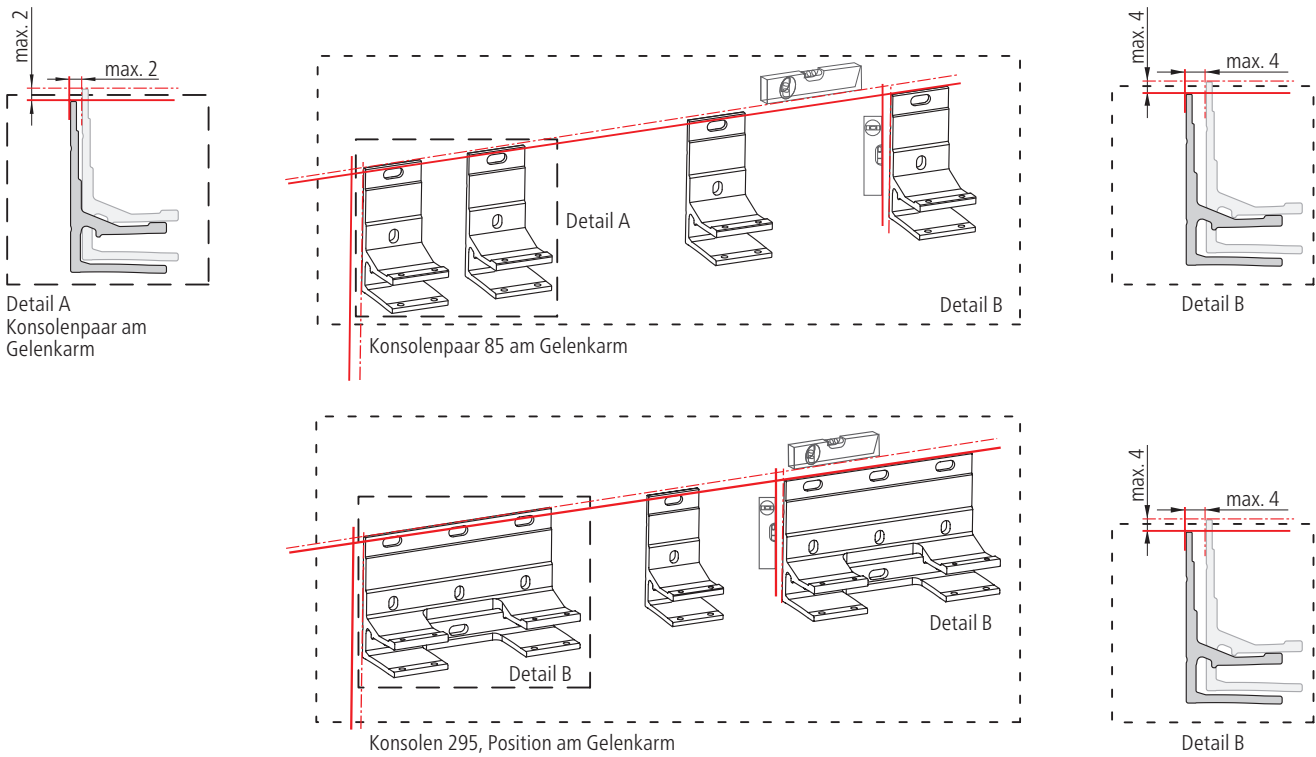 max. 2
max. 2
Detail A
Konsolenpaar am
Gelenkarm
Detail A
Detail B
Konsolenpaar 85 am Gelenkarm
max. 4
max. 4
Detail B
Detail B
Detail B
Konsolen 295, Position am Gelenkarm
max. 4
max. 4
Detail B